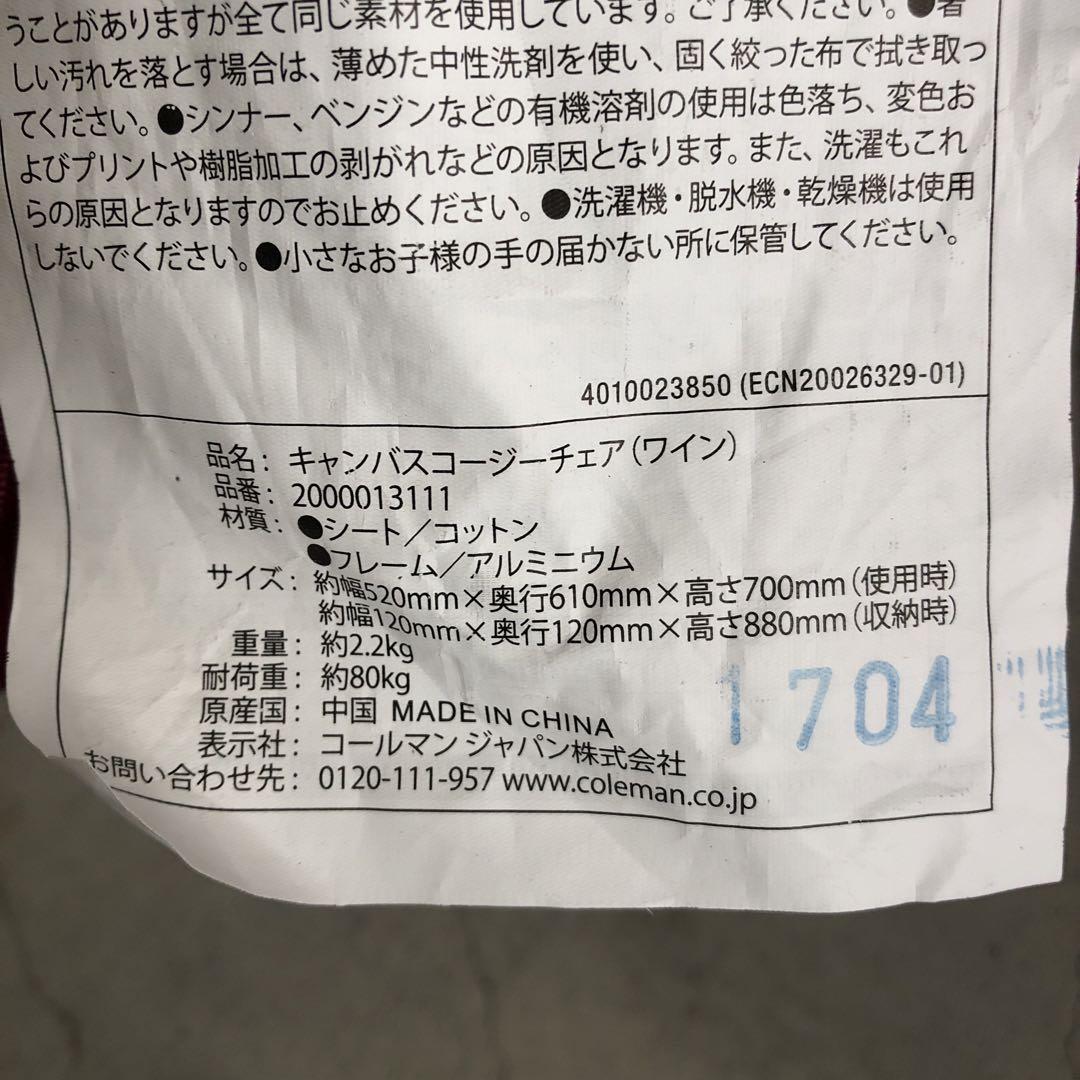 うことがありますが全て同じ素材を使用しています。ご了承ください。●著
しい汚れを落とす場合は、薄めた中性洗剤を使い、固く絞った布で拭き取っ
てください。●シンナー、ベンジンなどの有機溶剤の使用は色落ち、変色お
よびプリントや樹脂加工の剥がれなどの原因となります。また、洗濯もこれ
らの原因となりますのでお止めください。●洗濯機・脱水機・乾燥機は使用
しないでください。●小さなお子様の手の届かない所に保管してください。
4010023850 (ECN20026329-01)
品名：キャンバスコージーチェア（ワイン）
品番：2000013111
材質：●シート／コットン
●フレーム／アルミニウム
サイズ：約幅520mm×奥行610mm×高さ700mm（使用時）
約幅120mm×奥行120mm×高さ880mm（収納時）
重量：約2.2kg
耐荷重：約80kg
原産国：中国 MADE IN CHINA
表示社：コールマン ジャパン株式会社
お問い合わせ先：0120-111-957 www.coleman.co.jp
1704